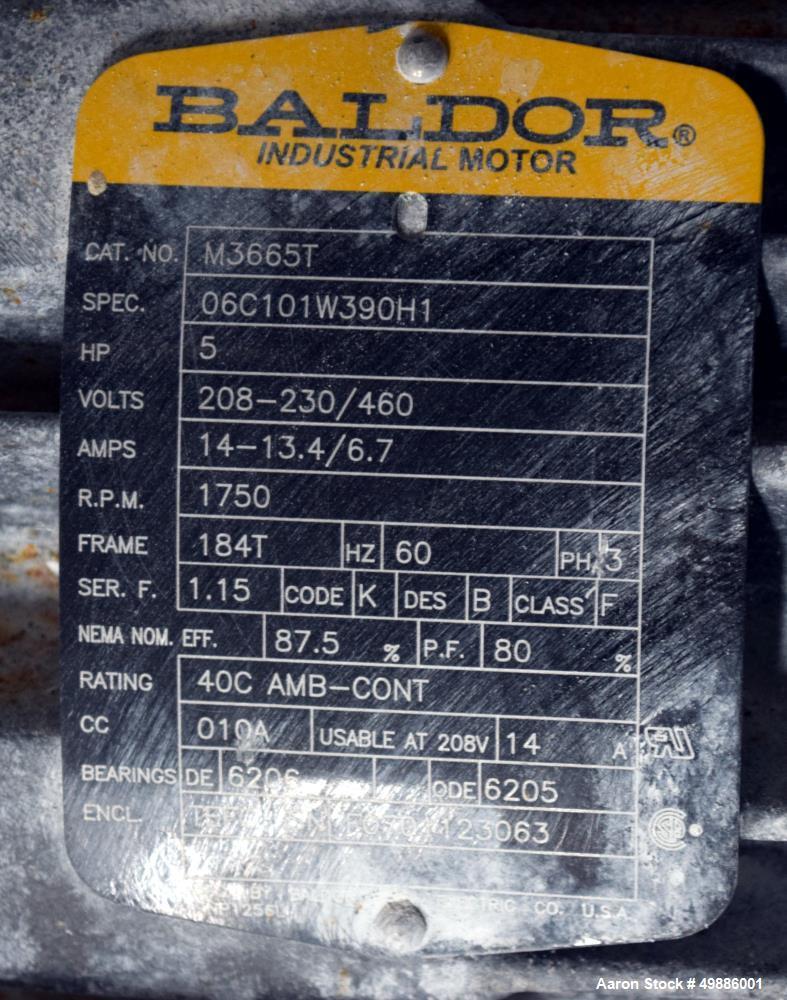 BALDOR®
INDUSTRIAL MOTOR
CAT. NO. M3665T
SPEC. 06C101W390H1
HP 5
VOLTS 208-230/460
AMPS 14-13.4/6.7
R.P.M. 1750
FRAME 184T HZ 60 PH 3
SER. F. 1.15 CODE K DES B CLASS F
NEMA NOM. EFF. 87.5 % P.F. 80 %
RATING 40C AMB-CONT
CC 010A USABLE AT 208V 14 A
BEARINGS DE 6206 ODE 6205
ENCL.
BY ELECTRIC CO. U.S.A.
Aaron Stock # 49886001